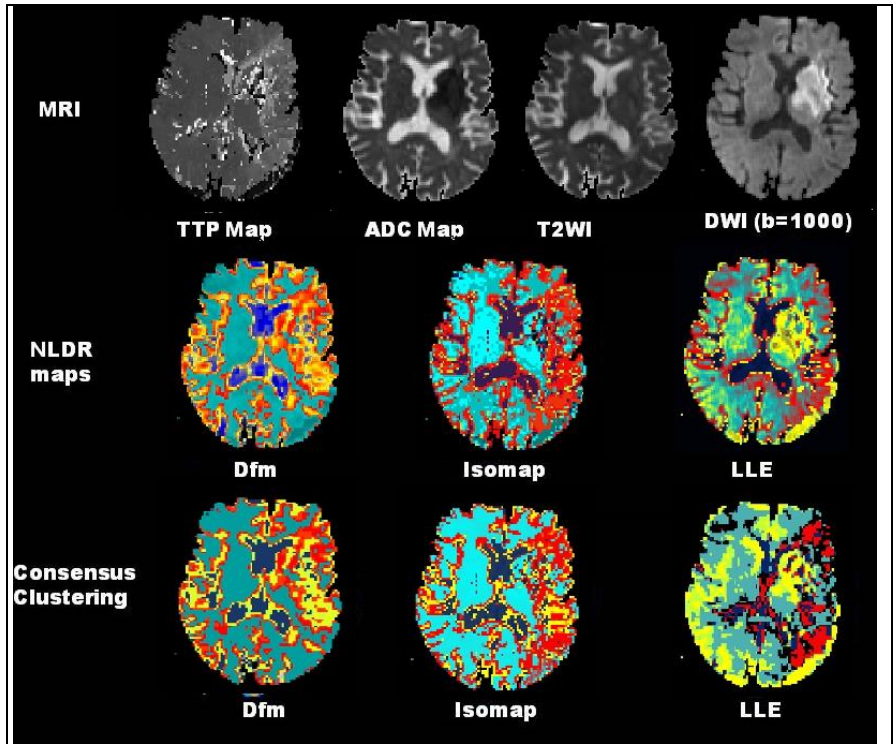 MRI
TTP Map
ADC Map
T2WI
DWI (b=1000)
NLDR
maps
Dfm
Isomap
LLE
Consensus
Clustering
Dfm
Isomap
LLE